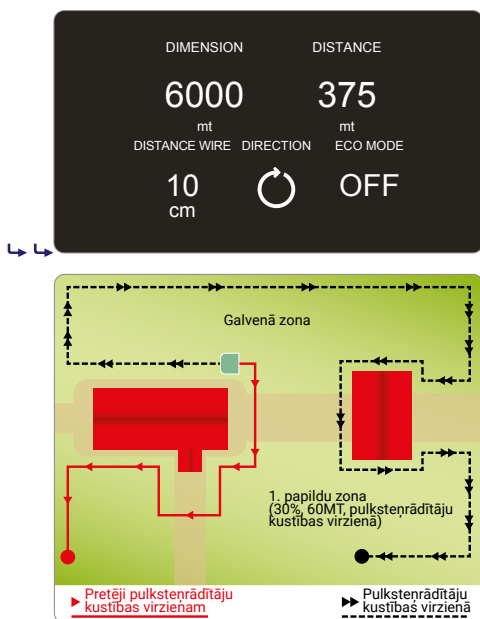 DIMENSION DISTANCE
6000 375
mt mt
DISTANCE WIRE DIRECTION ECO MODE
10 OFF
cm
Galvenā zona
1. papildu zona
(30%, 60MT, pulksteņrādītāju
kustības virzienā)
Pretēji pulksteņrādītāju
kustības virzienam
Pulksteņrādītāju
kustības virzienā